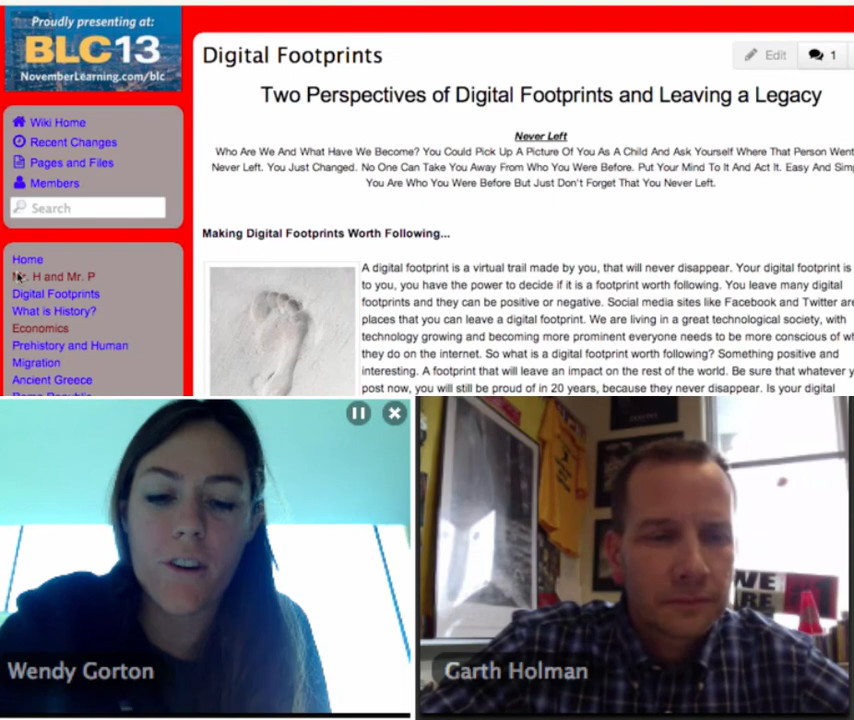 Proudly presenting at:
BLC13
NovemberLearning.com/blc
Wiki Home
Recent Changes
Pages and Files
Members
Search
Home
Mr. H and Mr. P
Digital Footprints
What is History?
Economics
Prehistory and Human
Migration
Ancient Greece
Digital Footprints
Edit
1
Two Perspectives of Digital Footprints and Leaving a Legacy
Never Left
Who Are We And What Have We Become? You Could Pick Up A Picture Of You As A Child And Ask Yourself Where That Person Went
Never Left. You Just Changed. No One Can Take You Away From Who You Were Before. Put Your Mind To It And Act It. Easy And
You Are Who You Were Before But Just Don't Forget That You Never Left.
Making Digital Footprints Worth Following...
A digital footprint is a virtual trail made by you, that will never disappear. Your digital footprint is
to you, you have the power to decide if it is a footprint worth following. You leave many digital
footprints and they can be positive or negative. Social media sites like Facebook and Twitter are
places that you can leave a digital footprint. We are living in a great technological society, with
technology growing and becoming more prominent everyone needs to be more conscious of
they do on the internet. So what is a digital footprint worth following? Something positive and
interesting. A footprint that will leave an impact on the rest of the world. Be sure that whatever
post now, you will still be proud of in 20 years, because they never disappear. Is your digital
WE
ARE
Wendy Gorton
Garth Holman